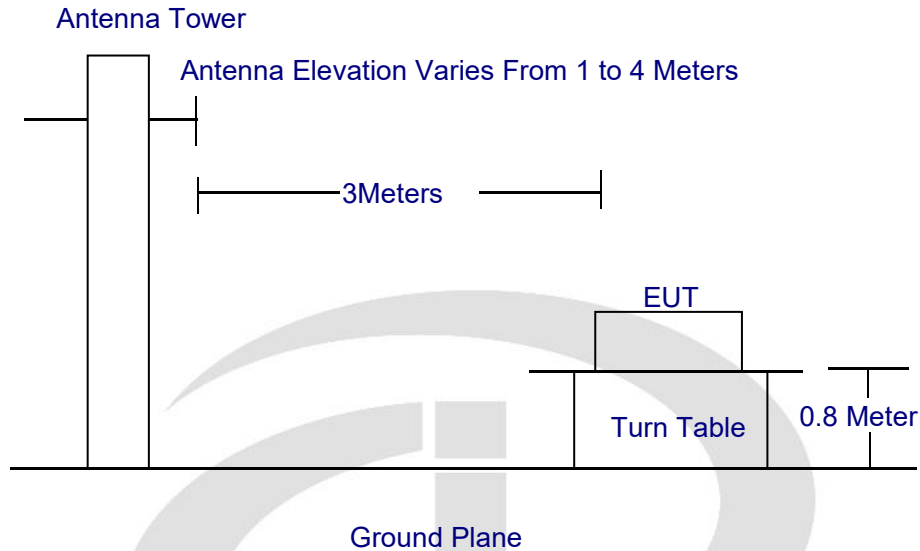 Antenna Tower
Antenna Elevation Varies From 1 to 4 Meters
3Meters
EUT
Turn Table
0.8 Meter
Ground Plane